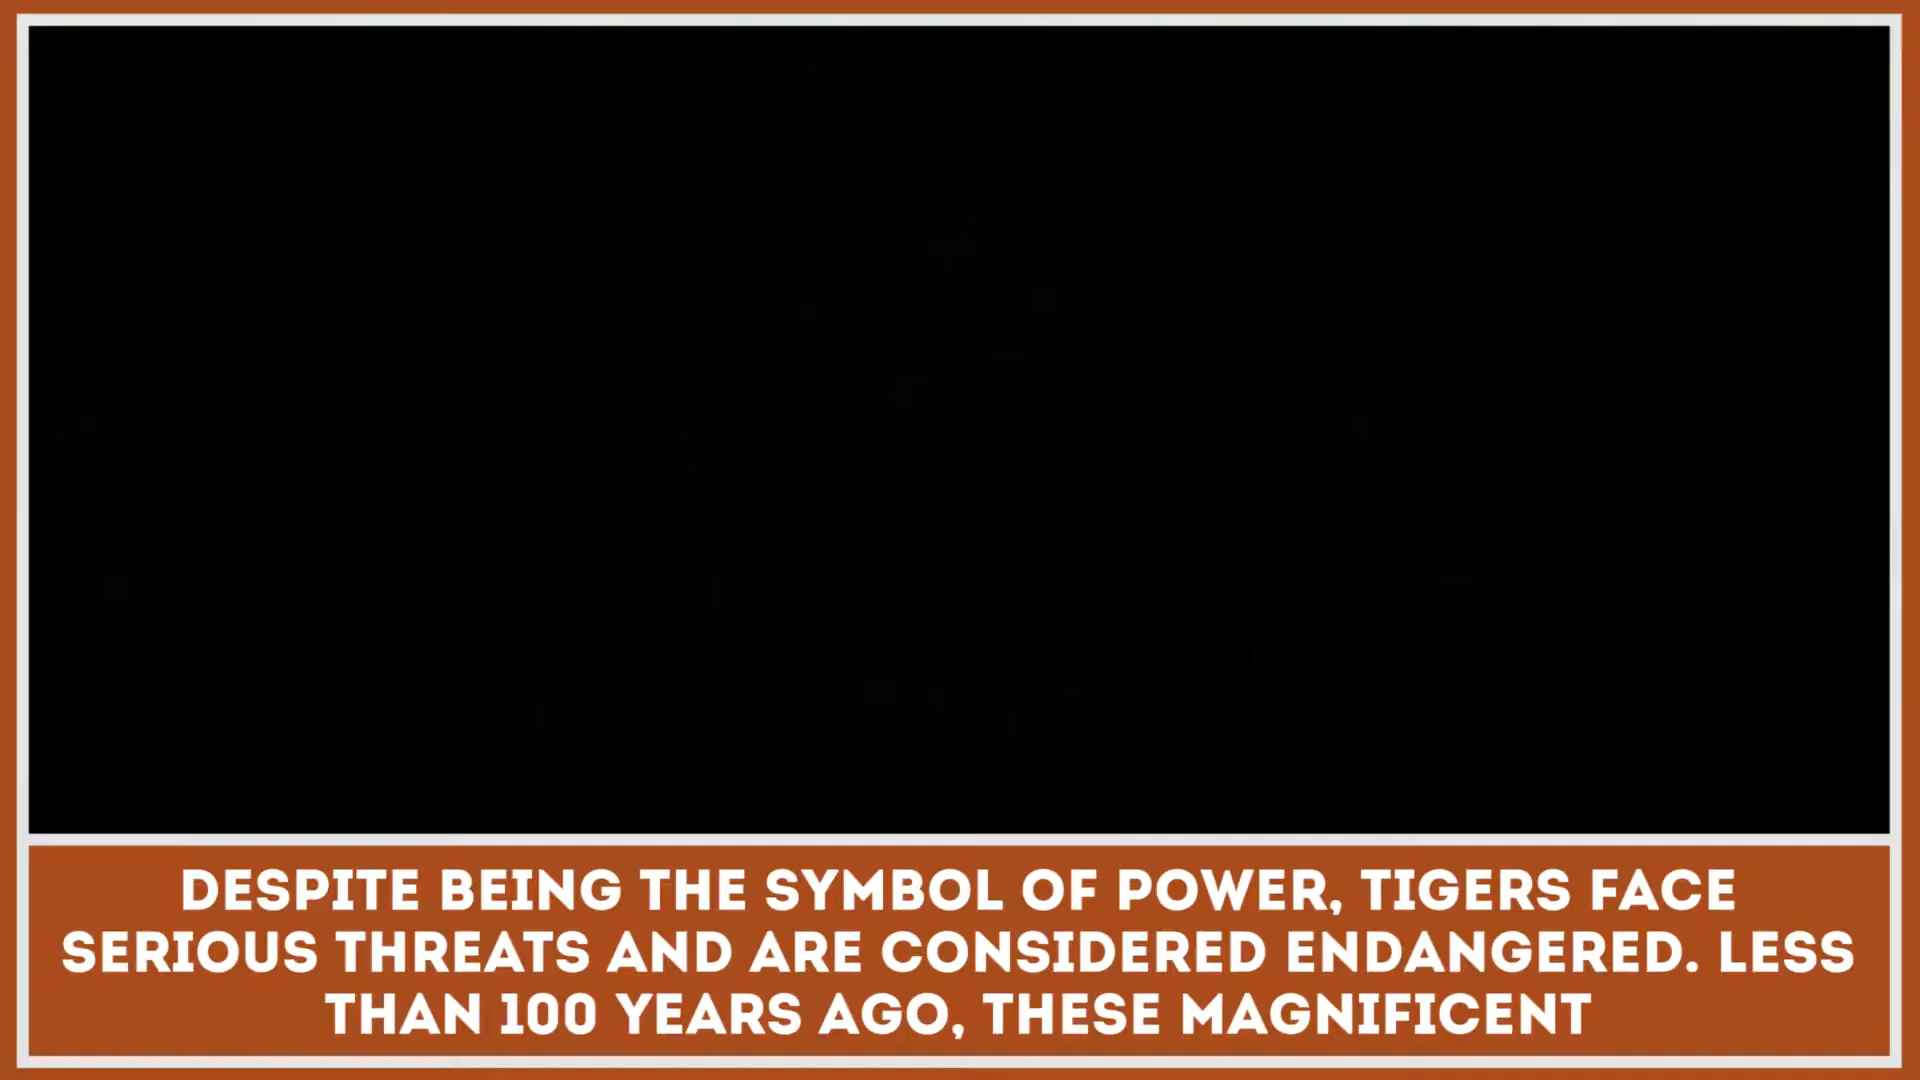 DESPITE BEING THE SYMBOL OF POWER, TIGERS FACE
SERIOUS THREATS AND ARE CONSIDERED ENDANGERED. LESS
THAN 100 YEARS AGO, THESE MAGNIFICENT